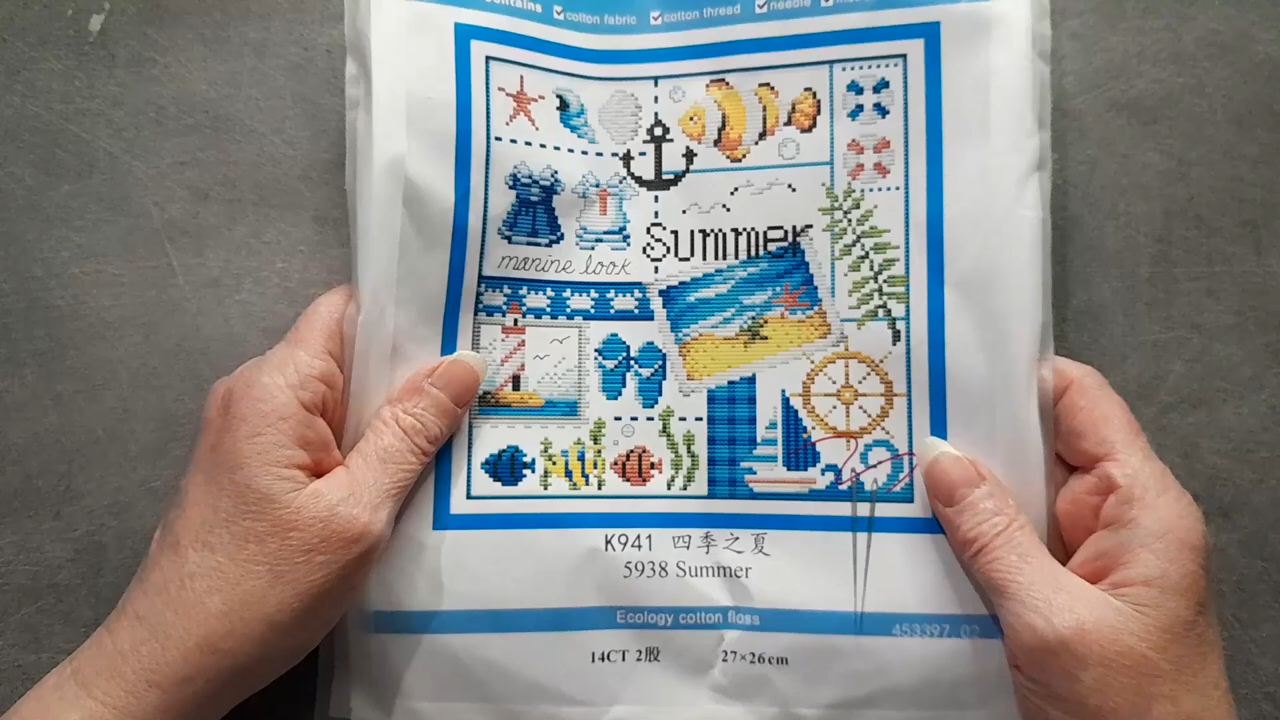 cotton fabric cotton thread needle
Summer
marine look
K941 四季之夏
5938 Summer
Ecology cotton floss
453397 02
14CT 2股 27×26cm